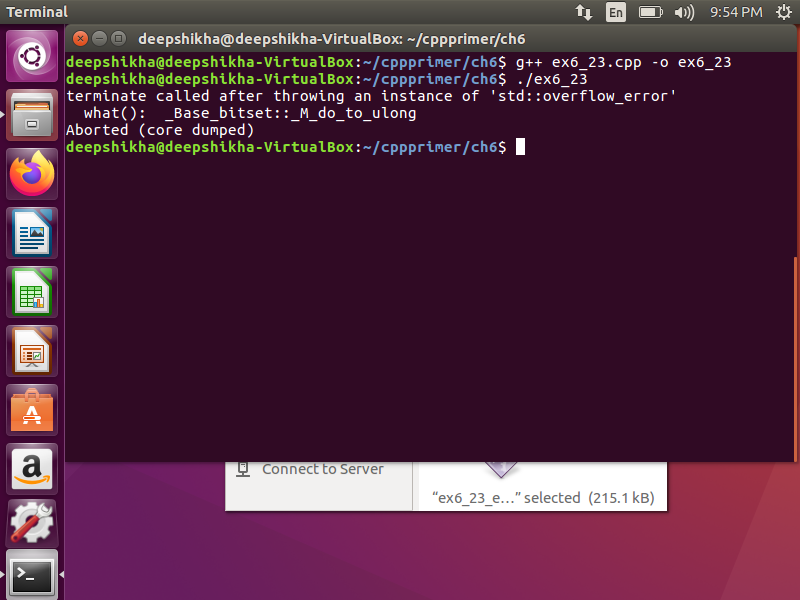 Terminal
En
9:54 PM
deepshikha@deepshikha-VirtualBox: ~/cppprimer/ch6
deepshikha@deepshikha-VirtualBox:~/cppprimer/ch6$ g++ ex6_23.cpp -o ex6_23
deepshikha@deepshikha-VirtualBox:~/cppprimer/ch6$ ./ex6_23
terminate called after throwing an instance of 'std::overflow_error'
  what():  _Base_bitset::_M_do_to_ulong
Aborted (core dumped)
deepshikha@deepshikha-VirtualBox:~/cppprimer/ch6$
Connect to Server
“ex6_23_e…” selected (215.1 kB)
A
a
>_